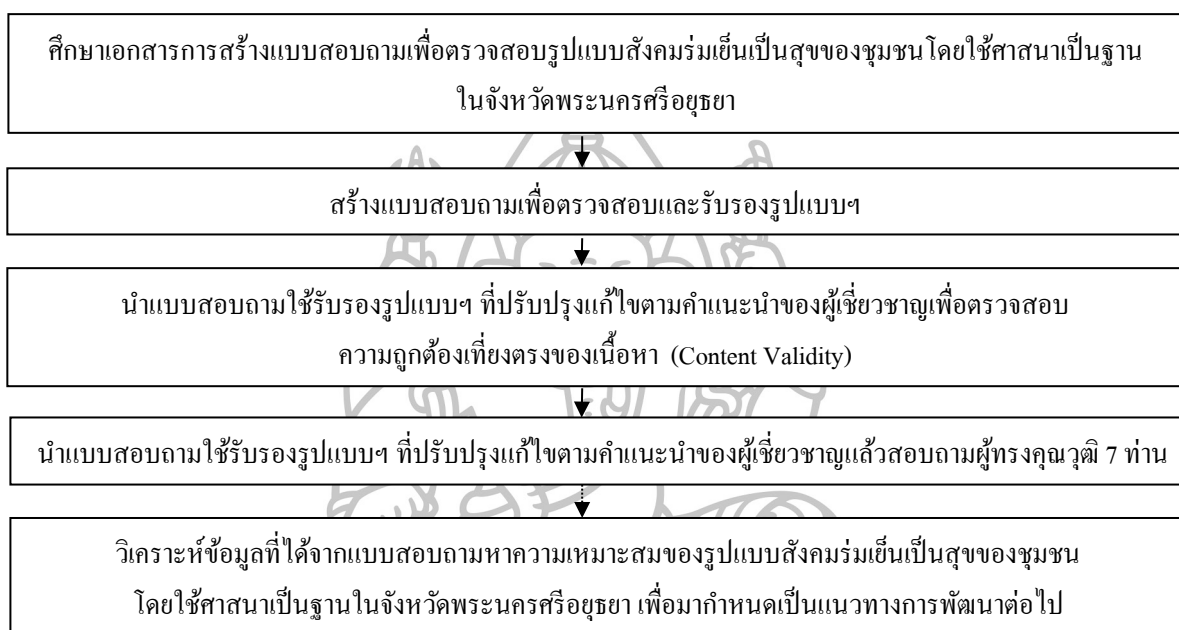 ศึกษาเอกสารการสร้างแบบสอบถามเพื่อตรวจสอบรูปแบบสังคมร่มเย็นเป็นสุขของชุมชนโดยใช้ศาสนาเป็นฐาน
ในจังหวัดพระนครศรีอยุธยา
สร้างแบบสอบถามเพื่อตรวจสอบและรับรองรูปแบบฯ
นำแบบสอบถามใช้รับรองรูปแบบฯ ที่ปรับปรุงแก้ไขตามคำแนะนำของผู้เชี่ยวชาญเพื่อตรวจสอบ
ความถูกต้องเที่ยงตรงของเนื้อหา (Content Validity)
นำแบบสอบถามใช้รับรองรูปแบบฯ ที่ปรับปรุงแก้ไขตามคำแนะนำของผู้เชี่ยวชาญแล้วสอบถามผู้ทรงคุณวุฒิ 7 ท่าน
วิเคราะห์ข้อมูลที่ได้จากแบบสอบถามหาความเหมาะสมของรูปแบบสังคมร่มเย็นเป็นสุขของชุมชน
โดยใช้ศาสนาเป็นฐานในจังหวัดพระนครศรีอยุธยา เพื่อมากำหนดเป็นแนวทางการพัฒนาต่อไป